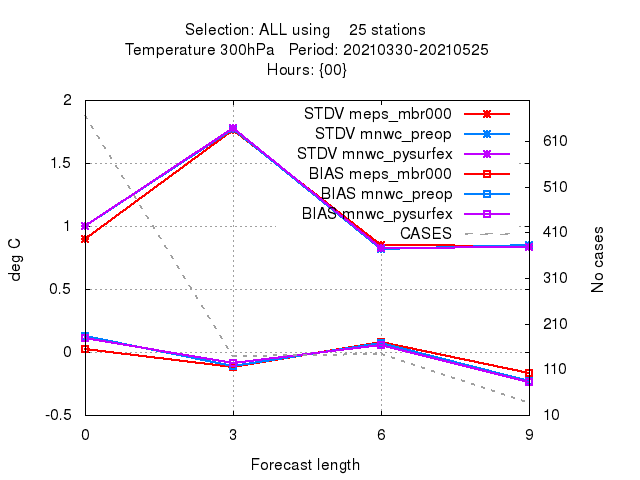 Selection: ALL using 25 stations
Temperature 300hPa Period: 20210330-20210525
Hours: {00}
2
1.5
1
0.5
0
-0.5
deg C
STDV meps_mbr000
STDV mnwc_preop
STDV mnwc_pysurfex
BIAS meps_mbr000
BIAS mnwc_preop
BIAS mnwc_pysurfex
CASES
610
510
410
310
210
110
10
No cases
0 3 6 9
Forecast length